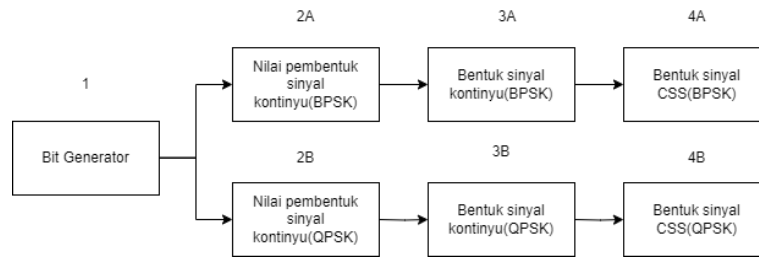 2A
3A
4A
Nilai pembentuk
sinyal
kontinyu(BPSK)
Bentuk sinyal
kontinyu(BPSK)
Bentuk sinyal
CSS(BPSK)
1
Bit Generator
2B
3B
4B
Nilai pembentuk
sinyal
kontinyu(QPSK)
Bentuk sinyal
kontinyu(QPSK)
Bentuk sinyal
CSS(QPSK)